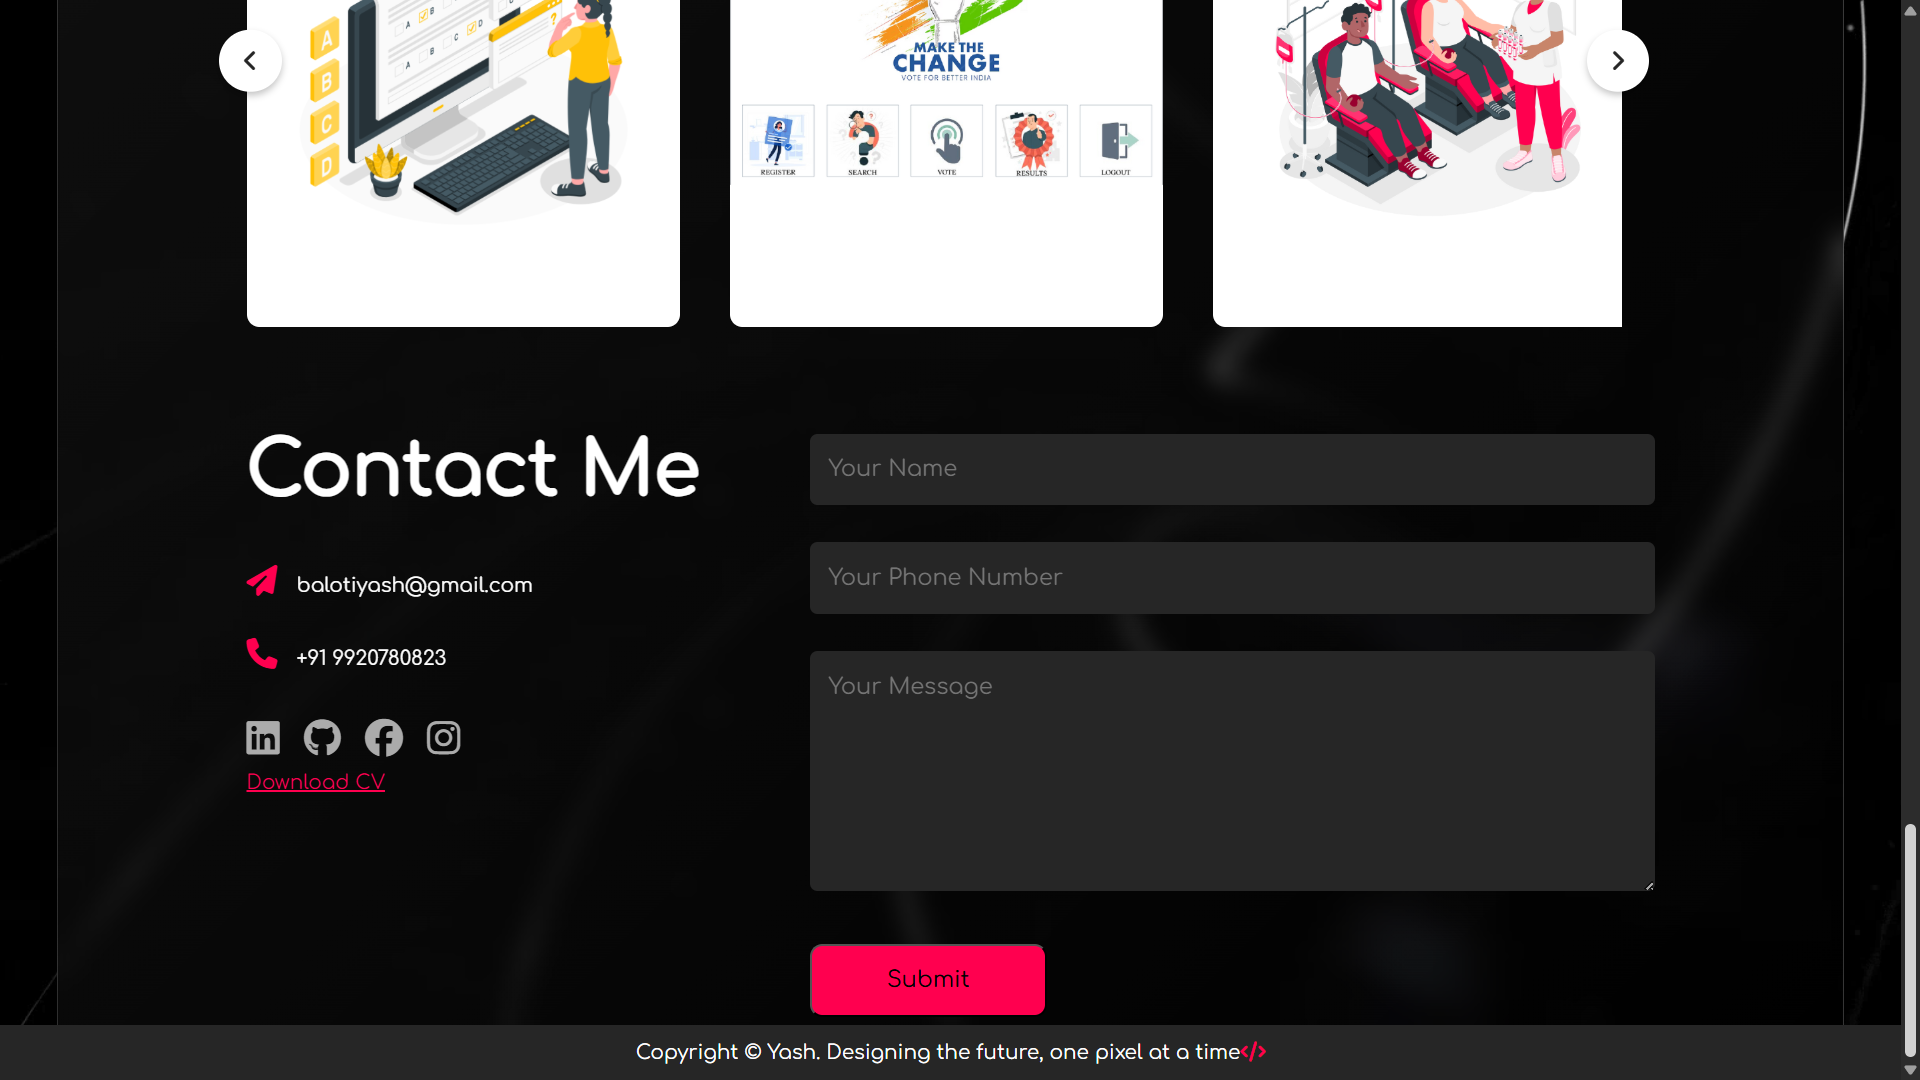 A
B
C
D
A
B
A
B
C
D
A
B
C
D
?
MAKE THE
CHANGE
VOTE FOR BETTER INDIA
REGISTER
SEARCH
VOTE
RESULTS
LOGOUT
Contact Me
balotiyash@gmail.com
+91 9920780823
in
Download CV
Your Name
Your Phone Number
Your Message
Submit
Copyright © Yash. Designing the future, one pixel at a time</>